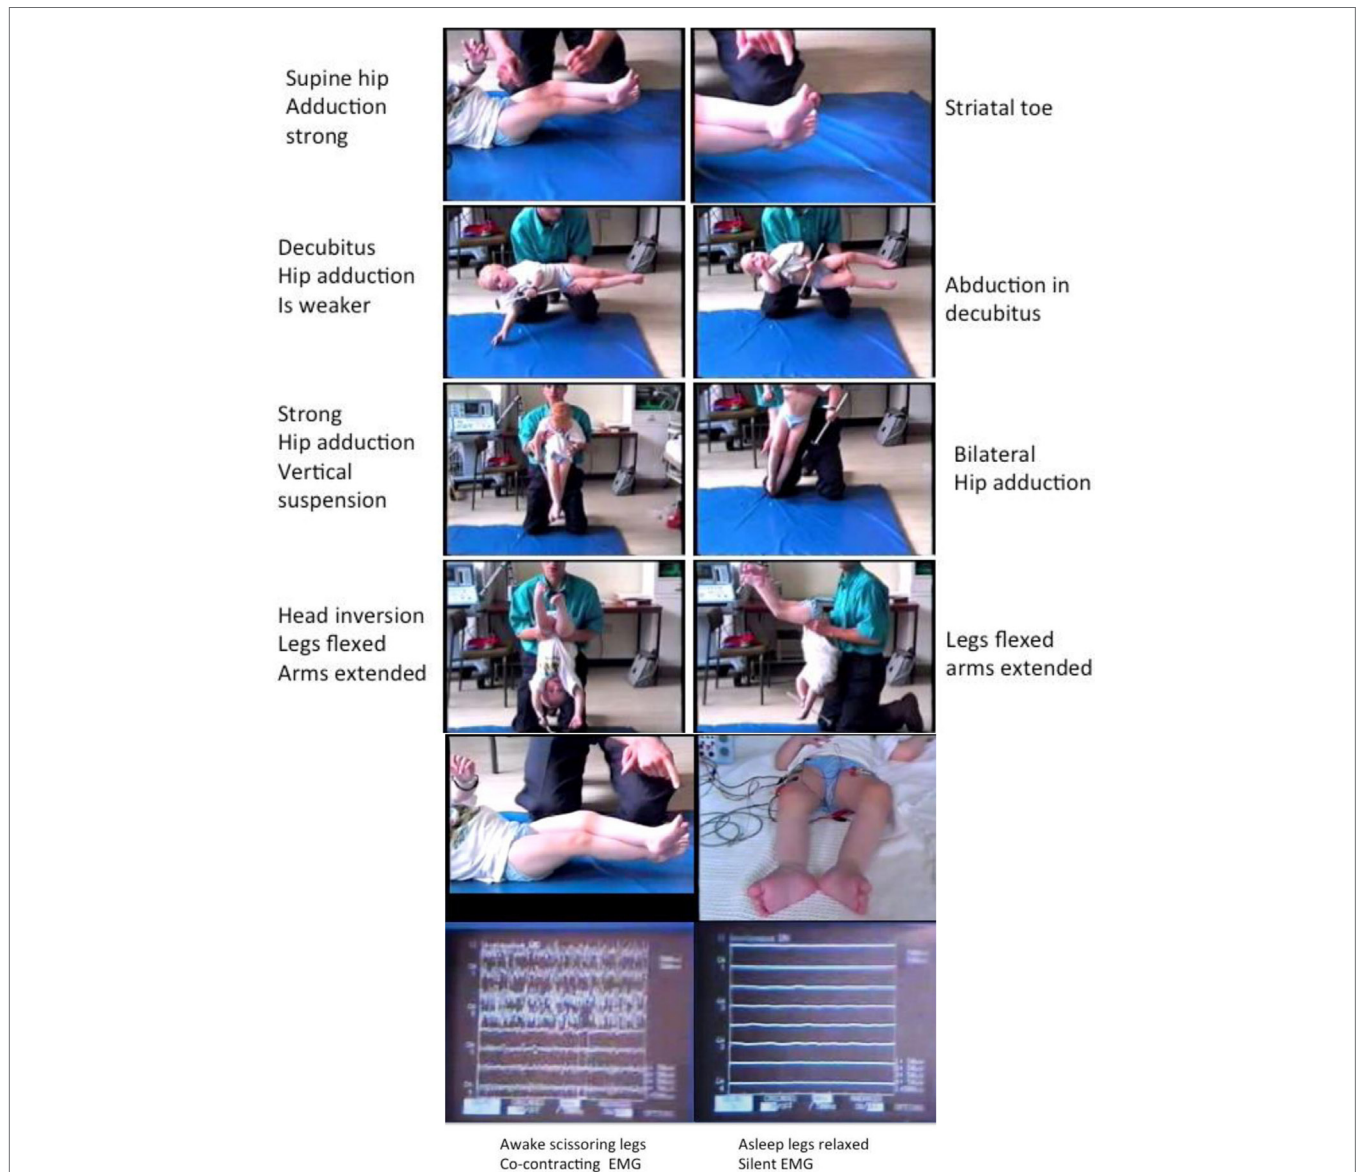 Supine hip
Adduction
strong
Striatal toe
Decubitus
Hip adduction
Is weaker
Abduction in
decubitus
Strong
Hip adduction
Vertical
suspension
Bilateral
Hip adduction
Head inversion
Legs flexed
Arms extended
Legs flexed
arms extended
Awake scissoring legs
Co-contracting EMG
Asleep legs relaxed
Silent EMG